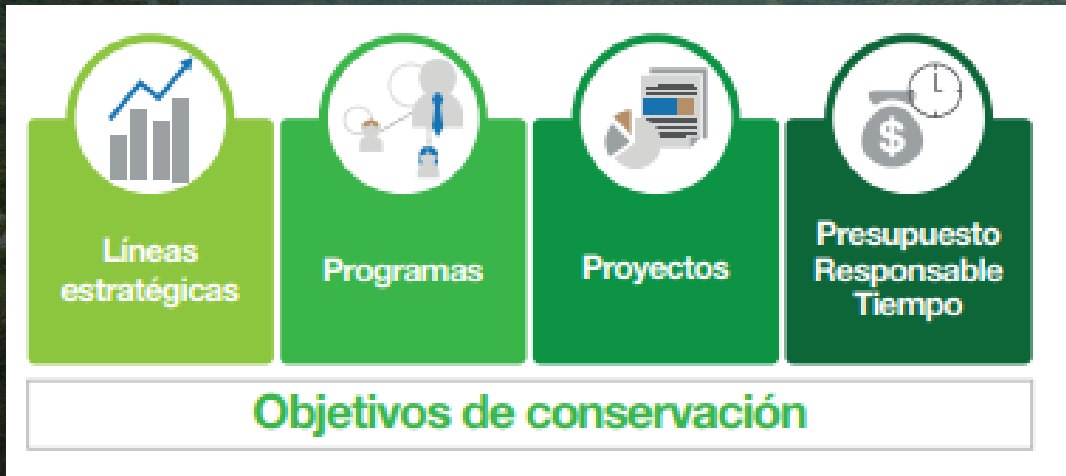 Líneas
estratégicas
Programas
Proyectos
Presupuesto
Responsable
Tiempo
$
Objetivos de conservación